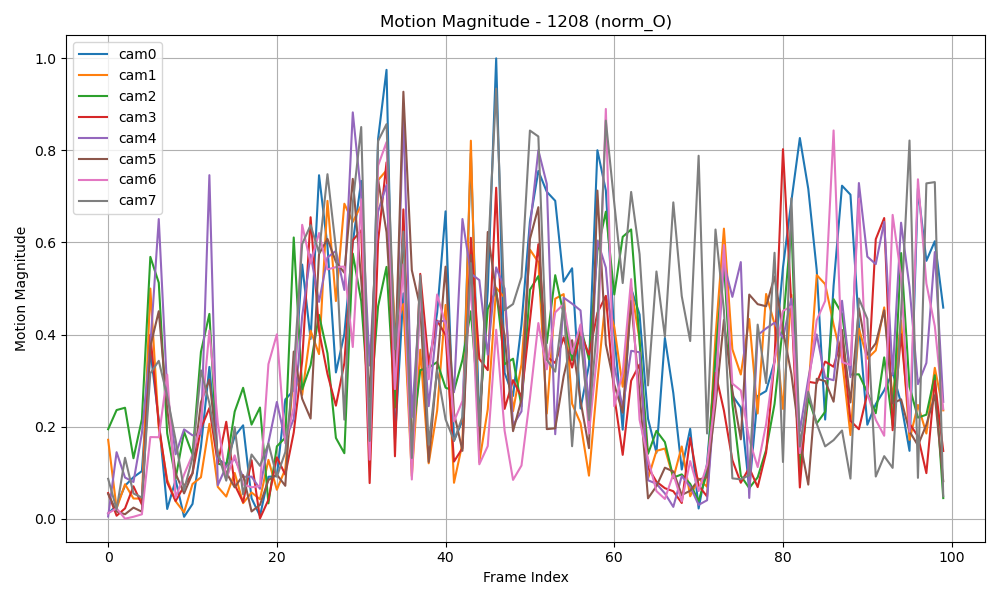 Motion Magnitude - 1208 (norm_O)
cam0
cam1
cam2
cam3
cam4
cam5
cam6
cam7
1.0
0.8
0.6
0.4
0.2
0.0
Motion Magnitude
0 20 40 60 80 100
Frame Index